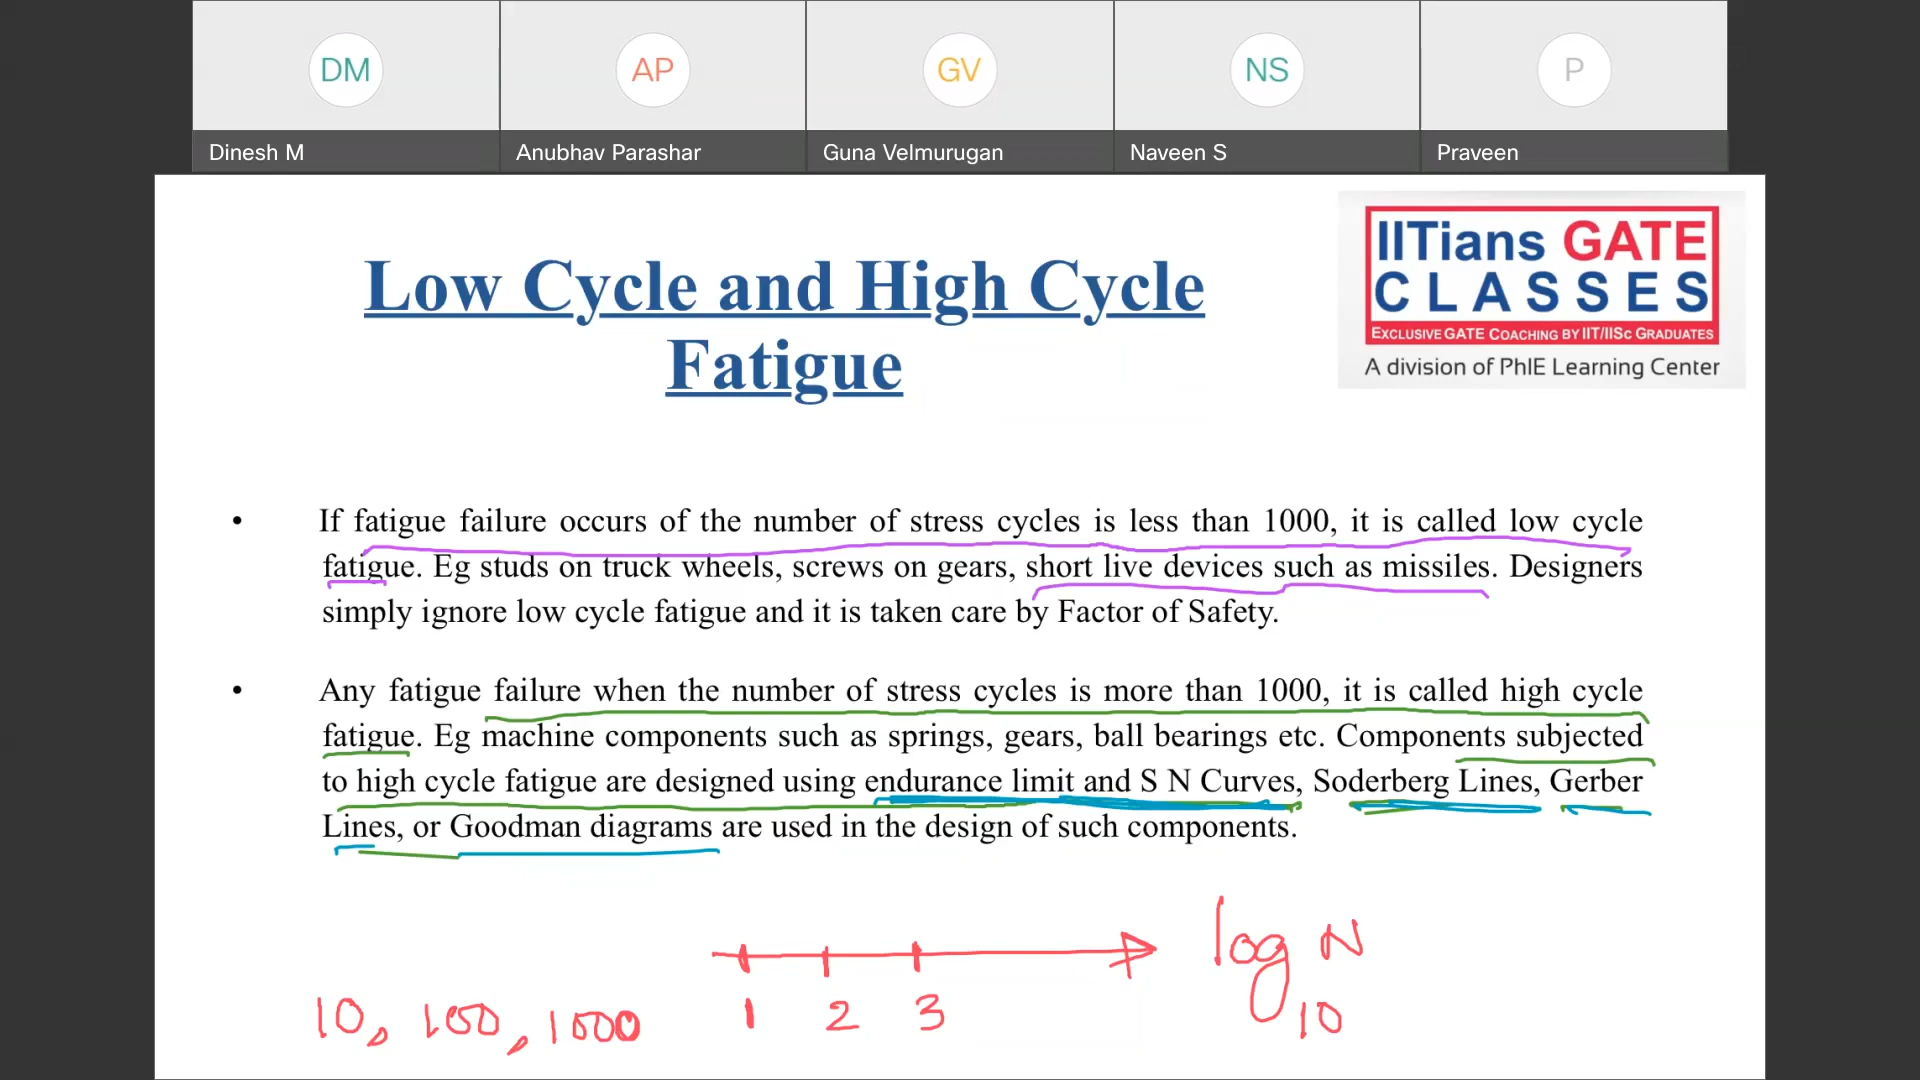 DM AP GV NS P
Dinesh M Anubhav Parashar Guna Velmurugan Naveen S Praveen
IITians GATE
CLASSES
EXCLUSIVE GATE COACHING BY IIT/IISc GRADUATES
A division of PhIE Learning Center
Low Cycle and High Cycle
Fatigue
• If fatigue failure occurs of the number of stress cycles is less than 1000, it is called low cycle
fatigue. Eg studs on truck wheels, screws on gears, short live devices such as missiles. Designers
simply ignore low cycle fatigue and it is taken care by Factor of Safety.
• Any fatigue failure when the number of stress cycles is more than 1000, it is called high cycle
fatigue. Eg machine components such as springs, gears, ball bearings etc. Components subjected
to high cycle fatigue are designed using endurance limit and S N Curves, Soderberg Lines, Gerber
Lines, or Goodman diagrams are used in the design of such components.
log N
10
10, 100, 1000 1 2 3